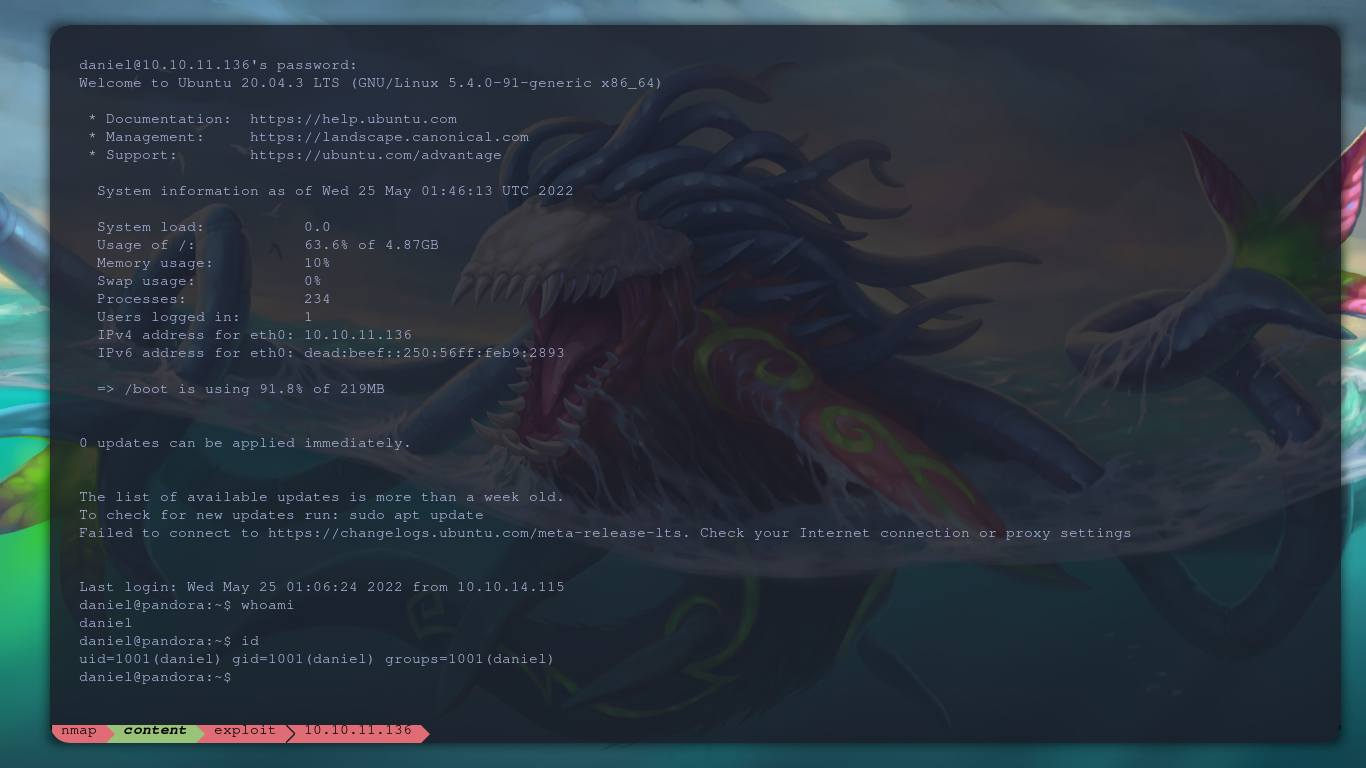 daniel@10.10.11.136's password:
Welcome to Ubuntu 20.04.3 LTS (GNU/Linux 5.4.0-91-generic x86_64)
* Documentation: https://help.ubuntu.com
* Management: https://landscape.canonical.com
* Support: https://ubuntu.com/advantage
System information as of Wed 25 May 01:46:13 UTC 2022
System load: 0.0
Usage of /: 63.6% of 4.87GB
Memory usage: 10%
Swap usage: 0%
Processes: 234
Users logged in: 1
IPv4 address for eth0: 10.10.11.136
IPv6 address for eth0: dead:beef::250:56ff:feb9:2893
=> /boot is using 91.8% of 219MB
0 updates can be applied immediately.
The list of available updates is more than a week old.
To check for new updates run: sudo apt update
Failed to connect to https://changelogs.ubuntu.com/meta-release-lts. Check your Internet connection or proxy settings
Last login: Wed May 25 01:06:24 2022 from 10.10.14.115
daniel@pandora:~$ whoami
daniel
daniel@pandora:~$ id
uid=1001(daniel) gid=1001(daniel) groups=1001(daniel)
daniel@pandora:~$
nmap content exploit 10.10.11.136